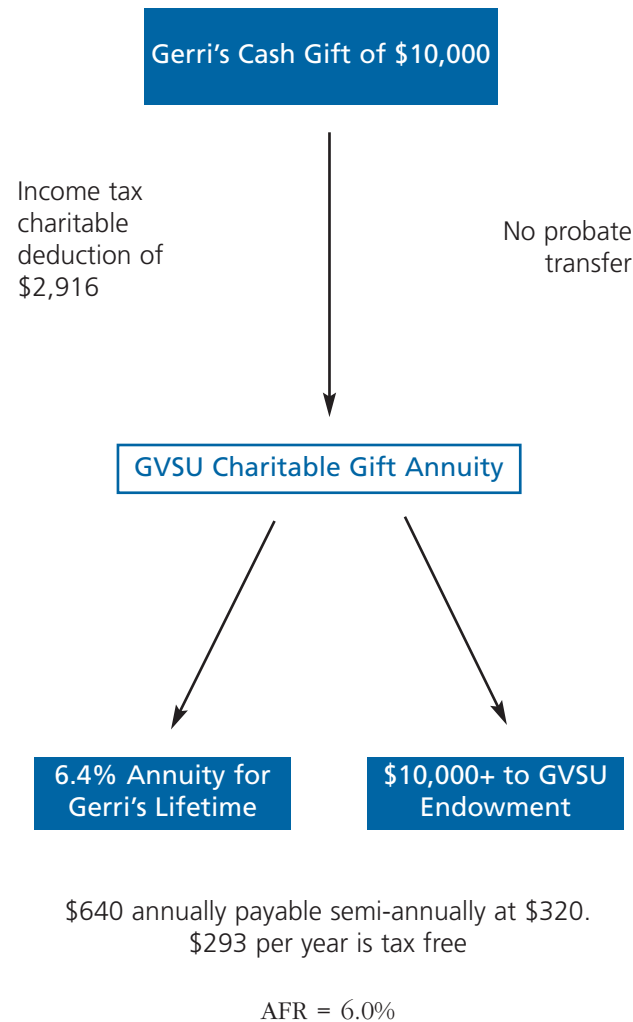 Gerri’s Cash Gift of $10,000
Income tax
charitable
deduction of
$2,916
No probate
transfer
GVSU Charitable Gift Annuity
6.4% Annuity for
Gerri’s Lifetime
$10,000+ to GVSU
Endowment
$640 annually payable semi-annually at $320.
$293 per year is tax free
AFR = 6.0%